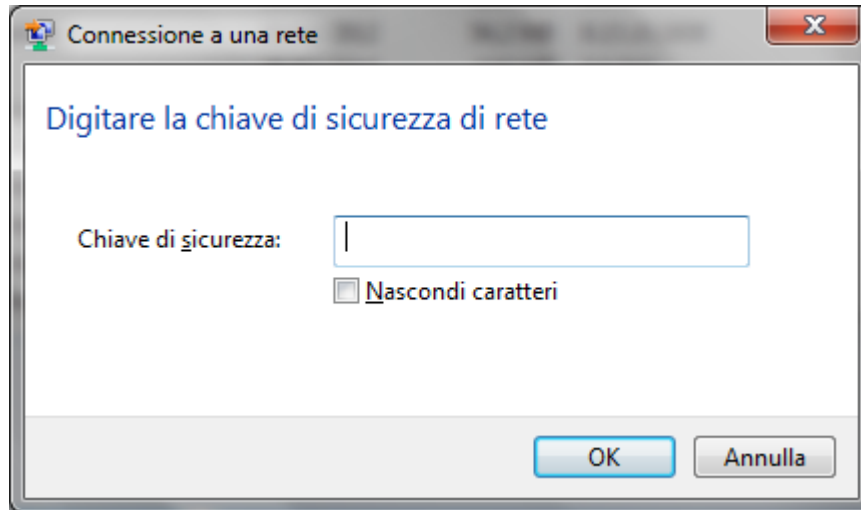 Connessione a una rete
Digitare la chiave di sicurezza di rete
Chiave di sicurezza:
Nascondi caratteri
OK Annulla